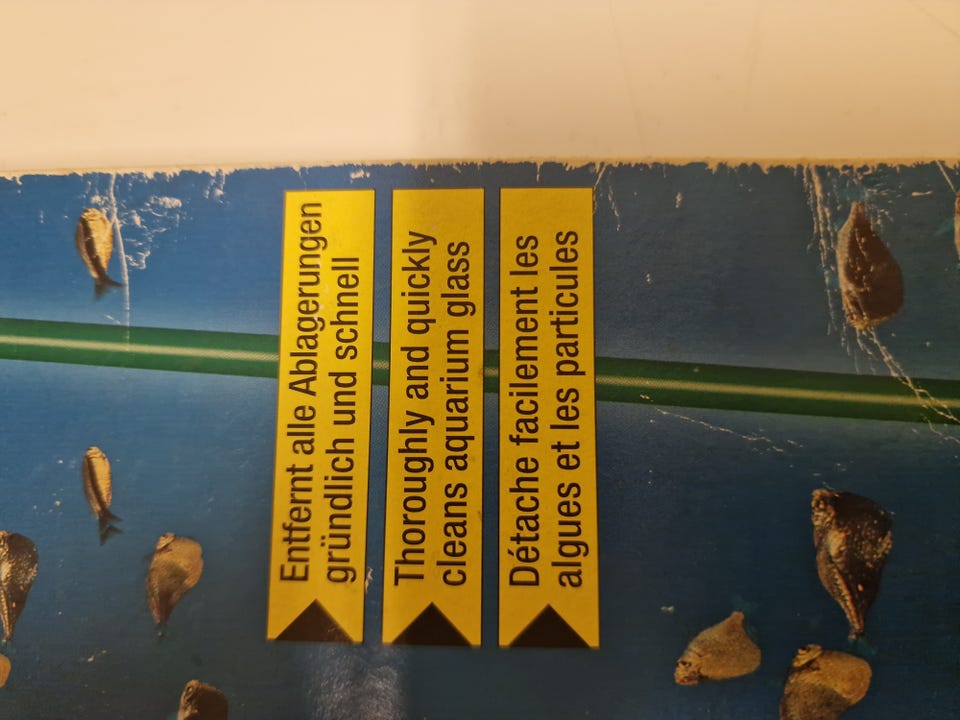 Entfernt alle Ablagerungen
gründlich und schnell
Thoroughly and quickly
cleans aquarium glass
Détache facilement les
algues et les particules